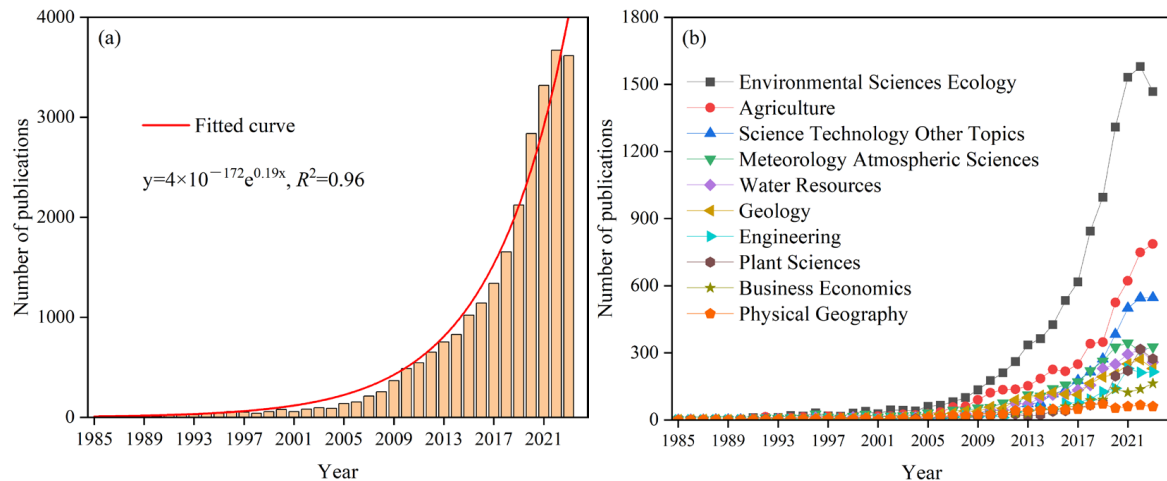 (a)
Fitted curve
y=4×10⁻¹⁷²e⁰·¹⁹ˣ, R²=0.96
Number of publications
4000
3000
2000
1000
0
1985 1989 1993 1997 2001 2005 2009 2013 2017 2021
Year
(b)
Environmental Sciences Ecology
Agriculture
Science Technology Other Topics
Meteorology Atmospheric Sciences
Water Resources
Geology
Engineering
Plant Sciences
Business Economics
Physical Geography
Number of publications
1800
1500
1200
900
600
300
0
1985 1989 1993 1997 2001 2005 2009 2013 2017 2021
Year